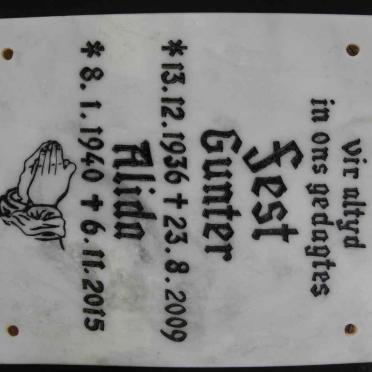 vir altyd
in ons gedagtes
Fest
Gunter
* 13.12.1936 † 23.8.2009
Alida
* 8.1.1940 † 6.11.2015